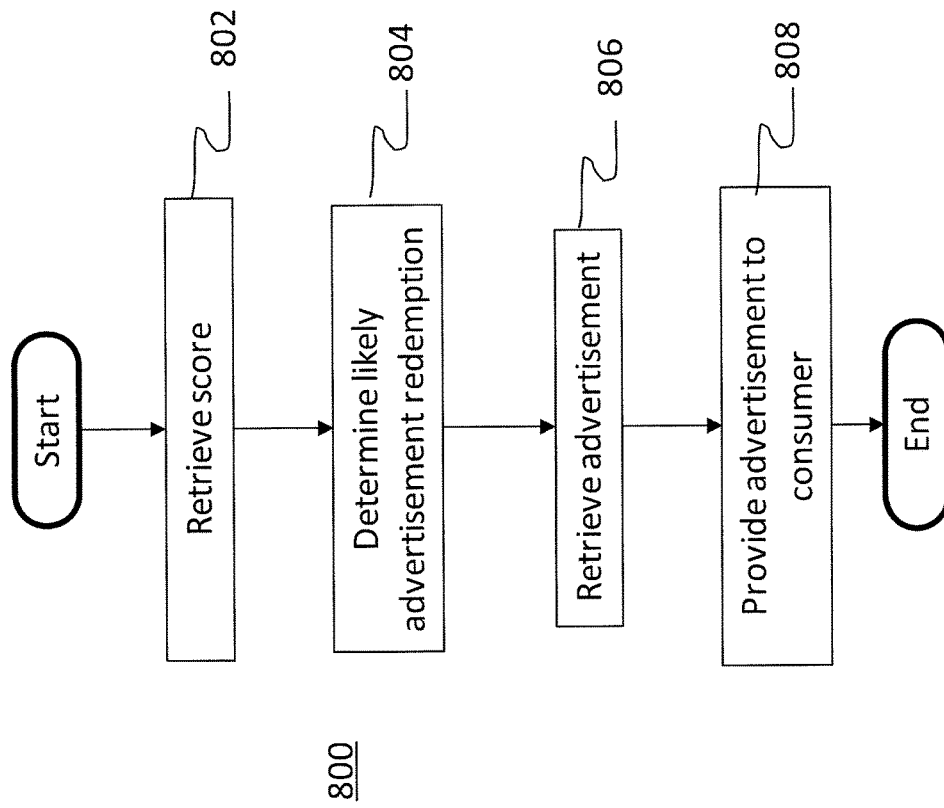 800
Start
Retrieve score
802
Determine likely
advertisement redemption
804
Retrieve advertisement
806
Provide advertisement to
consumer
808
End